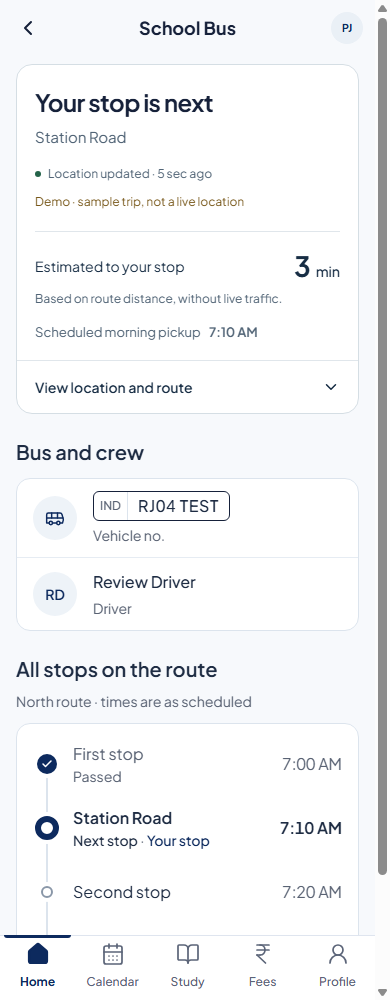 School Bus
PJ
Your stop is next
Station Road
Location updated · 5 sec ago
Demo · sample trip, not a live location
Estimated to your stop
3 min
Based on route distance, without live traffic.
Scheduled morning pickup 7:10 AM
View location and route
Bus and crew
IND RJ04 TEST
Vehicle no.
RD
Review Driver
Driver
All stops on the route
North route · times are as scheduled
First stop
7:00 AM
Passed
Station Road
7:10 AM
Next stop · Your stop
Second stop
7:20 AM
Home
Calendar
Study
Fees
Profile